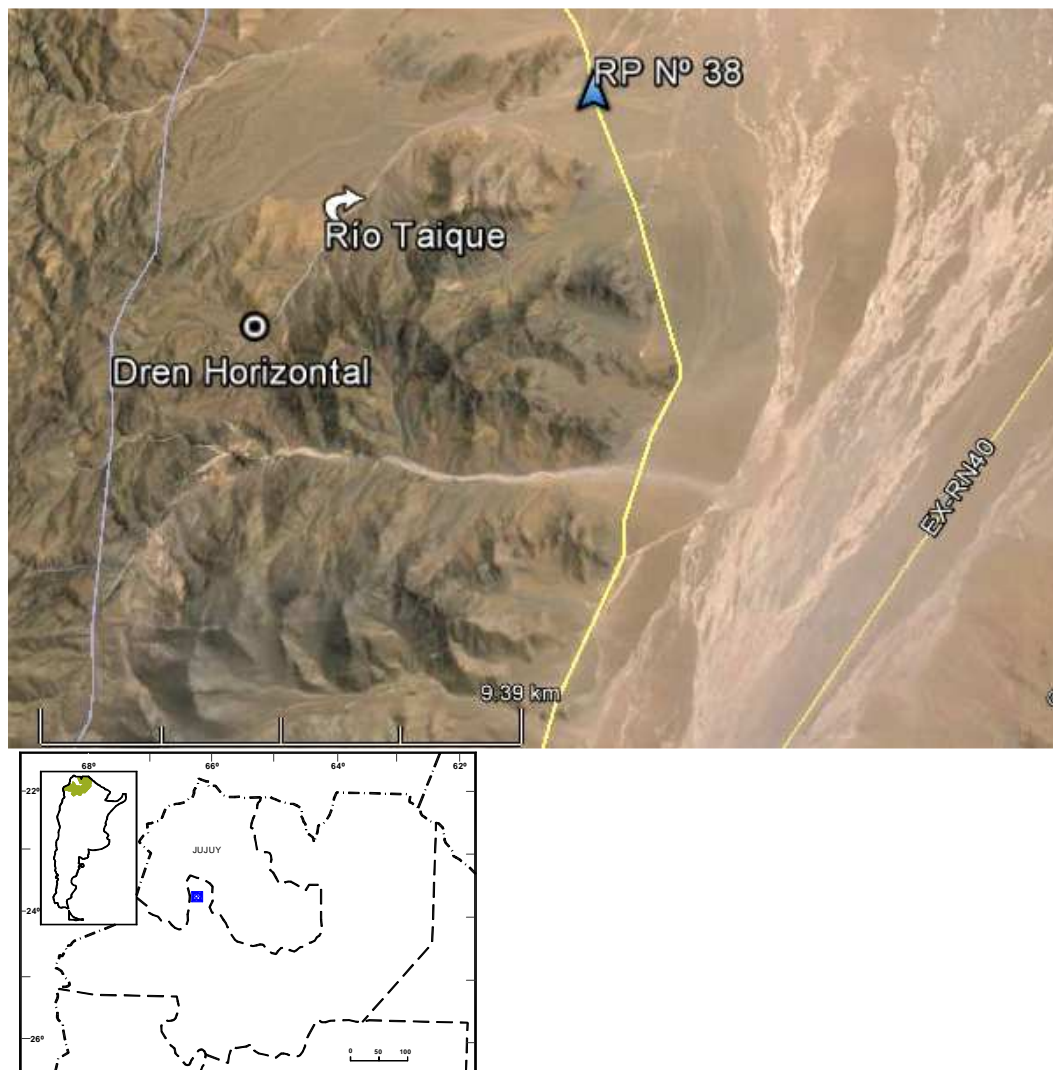 RP Nº 38
Río Taique
Dren Horizontal
EX-RN40
9.39 km
68º
66º
64º
62º
22º
JUJUY
24º
26º
0 50 100